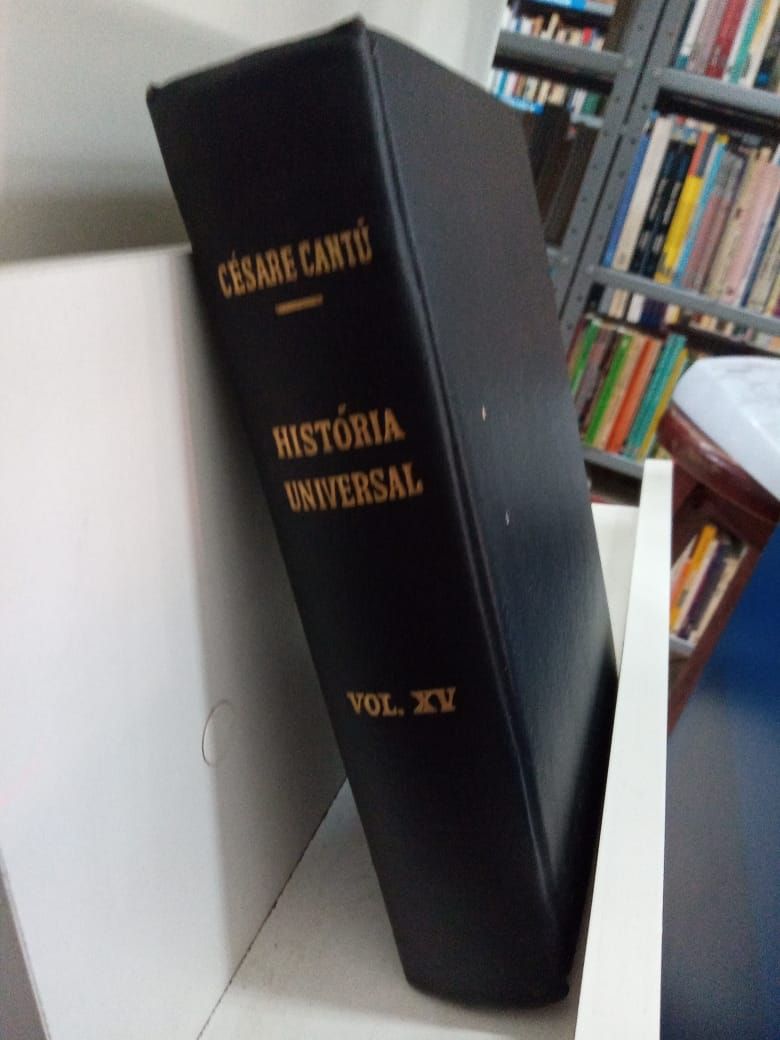 CÉSARE CANTÚ
HISTÓRIA
UNIVERSAL
VOL. XV